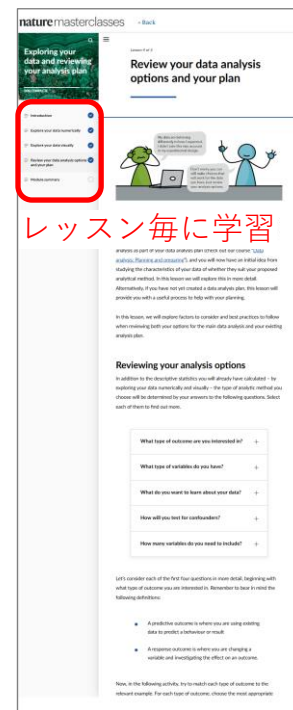 nature masterclasses
‹ Back
Exploring your
data and reviewing
your analysis plan
Introduction
Explore your data numerically
Explore your data visually
Review your data analysis options
and your plan
Module summary
Lesson 4 of 5
Review your data analysis
options and your plan
レッスン毎に学習
analysis as part of your data analysis plan (check out our course "Data
analysis: Planning and preparing"), and you will now have an initial idea from
studying the characteristics of your data of whether they suit your proposed
analytical method. In this lesson we will explore this in more detail.
Alternatively, if you have not yet created a data analysis plan, this lesson will
provide you with a useful process to help with your planning.
In this lesson, we will explore factors to consider and best practices to follow
when reviewing both your options for the main data analysis and your existing
analysis plan.
Reviewing your analysis options
In addition to the descriptive statistics you will already have calculated – by
exploring your data numerically and visually – the type of analytic method you
choose will be determined by your answers to the following questions. Select
each of them to find out more.
What type of outcome are you interested in? +
What type of variables do you have? +
What do you want to learn about your data? +
How will you test for confounders? +
How many variables do you need to include? +
Let's consider each of the first four questions in more detail, beginning with
what type of outcome you are interested in. Remember to bear in mind the
following definitions:
A predictive outcome is where you are using existing
data to predict a behaviour or result
A response outcome is where you are changing a
variable and investigating the effect on an outcome.
Now, in the following activity, try to match each type of outcome to the
relevant example. For each type of outcome, choose the most appropriate